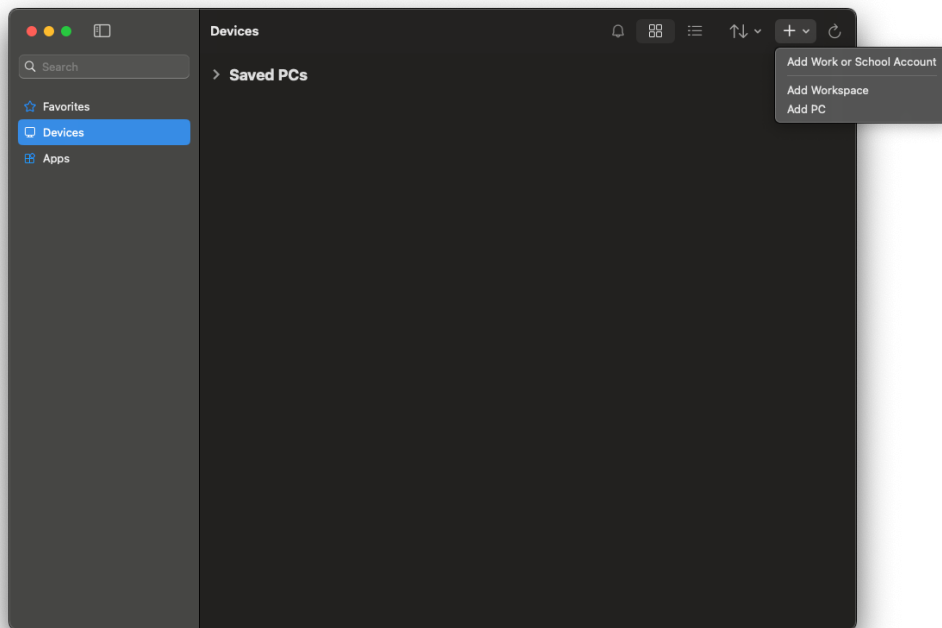 Devices
Search
Saved PCs
Favorites
Devices
Apps
Add Work or School Account
Add Workspace
Add PC